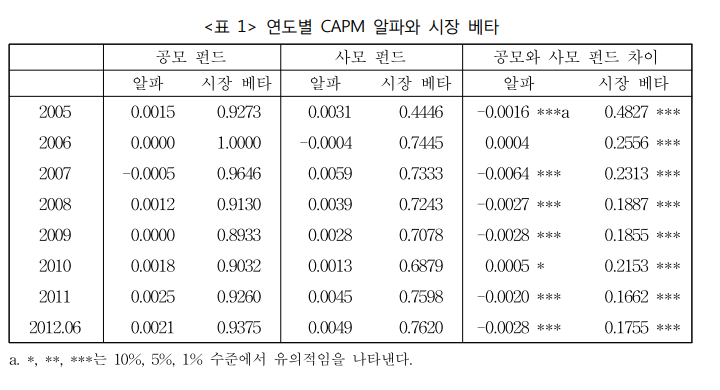 <표 1> 연도별 CAPM 알파와 시장 베타
공모 펀드 사모 펀드 공모와 사모 펀드 차이
알파 시장 베타 알파 시장 베타 알파 시장 베타
2005 0.0015 0.9273 0.0031 0.4446 -0.0016 ***a 0.4827 ***
2006 0.0000 1.0000 -0.0004 0.7445 0.0004 0.2556 ***
2007 -0.0005 0.9646 0.0059 0.7333 -0.0064 *** 0.2313 ***
2008 0.0012 0.9130 0.0039 0.7243 -0.0027 *** 0.1887 ***
2009 0.0000 0.8933 0.0028 0.7078 -0.0028 *** 0.1855 ***
2010 0.0018 0.9032 0.0013 0.6879 0.0005 * 0.2153 ***
2011 0.0025 0.9260 0.0045 0.7598 -0.0020 *** 0.1662 ***
2012.06 0.0021 0.9375 0.0049 0.7620 -0.0028 *** 0.1755 ***
a. *, **, ***는 10%, 5%, 1% 수준에서 유의적임을 나타낸다.